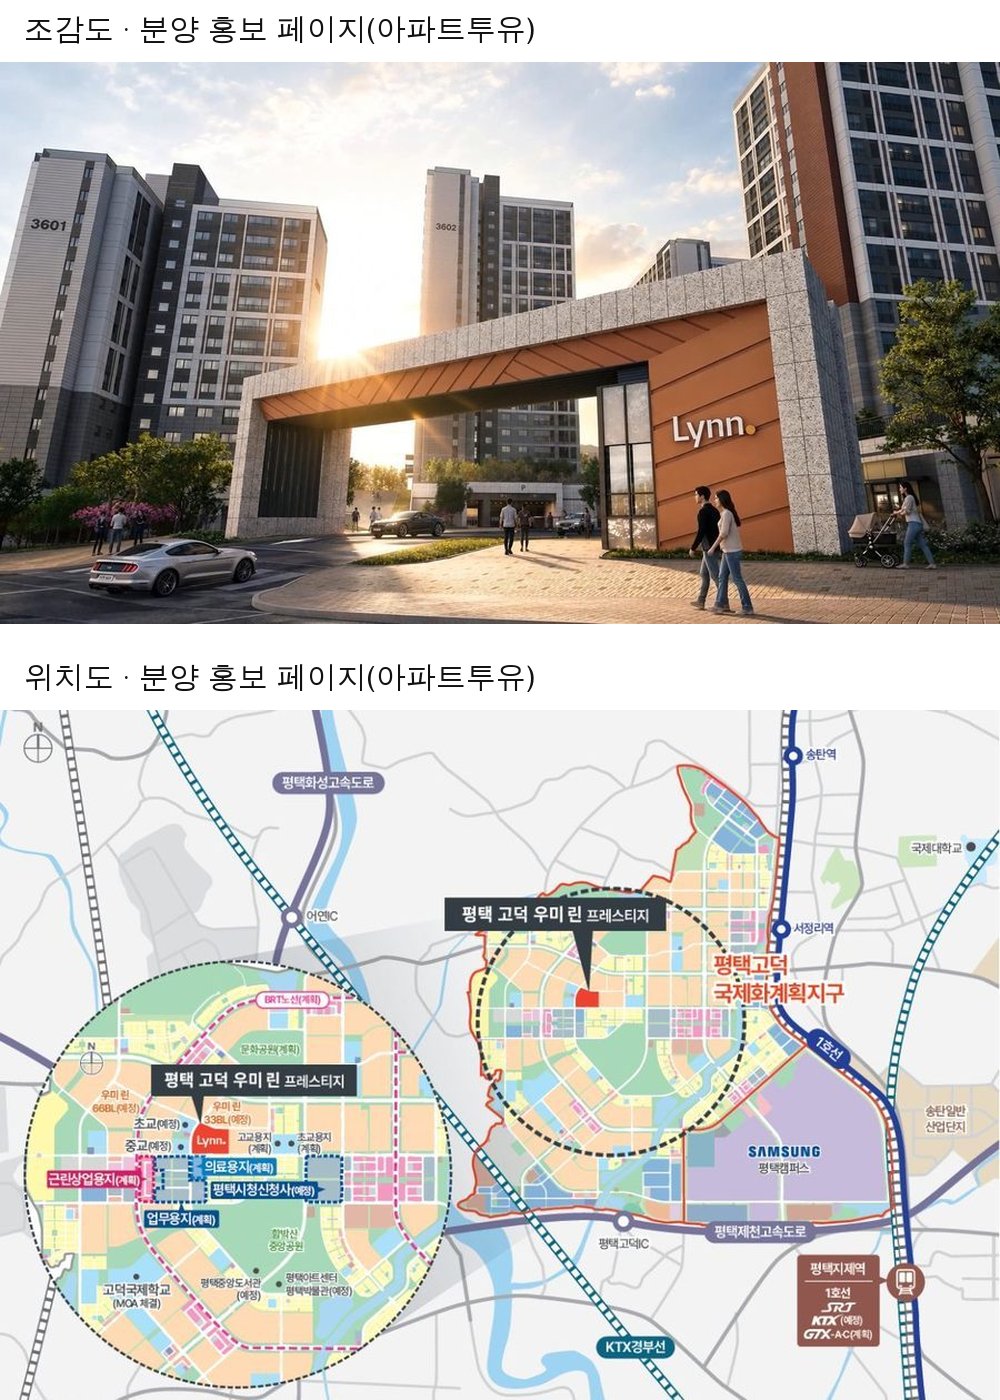 조감도 · 분양 홍보 페이지(아파트투유)
3601
3602
Lynn.
P
위치도 · 분양 홍보 페이지(아파트투유)
N
송탄역
평택화성고속도로
국제대학교
어연IC
평택 고덕 우미 린 프레스티지
서정리역
평택고덕
국제화계획지구
BRT노선(계획)
문화공원(계획)
N
1호선
평택 고덕 우미 린 프레스티지
우미 린
66BL(예정)
우미 린
33BL(예정)
초교(예정)
중교(예정)
Lynn.
고교용지
(계획)
초교용지
(계획)
송탄일반
산업단지
SAMSUNG
평택캠퍼스
근린상업용지(계획)
의료용지(계획)
평택시청신청사(예정)
업무용지(계획)
함박산
중앙공원
평택고덕IC
평택제천고속도로
고덕국제학교
(MOA 체결)
평택중앙도서관
(예정)
평택아트센터
평택박물관(예정)
평택지제역
1호선
SRT
KTX(예정)
GTX-A·C(계획)
KTX경부선